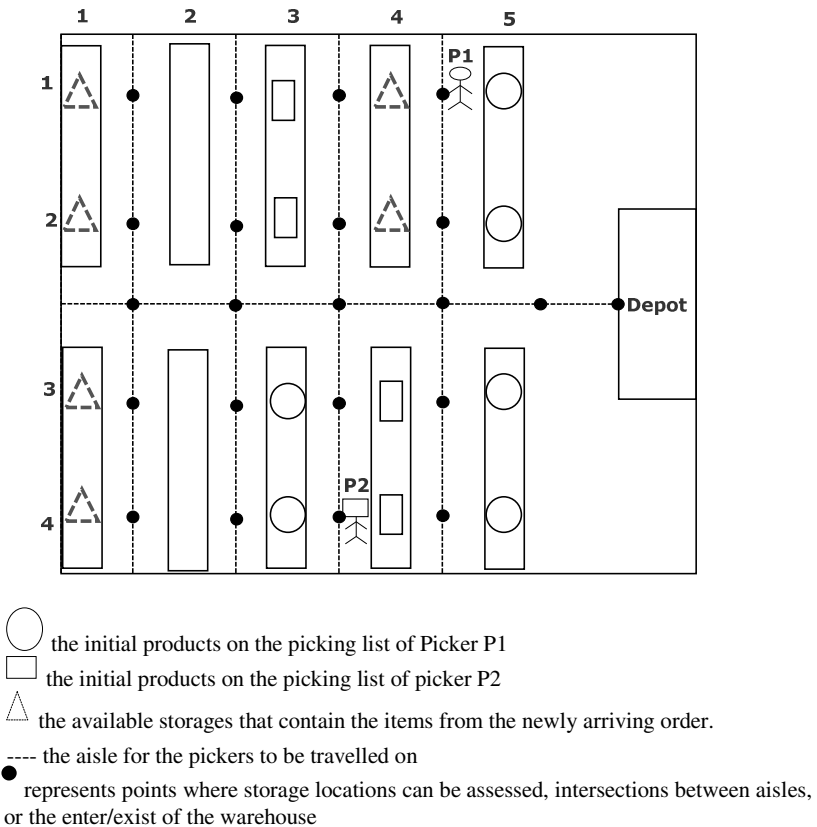 1 2 3 4 5
P1
1
2
Depot
3
P2
4
the initial products on the picking list of Picker P1
the initial products on the picking list of picker P2
the available storages that contain the items from the newly arriving order.
---- the aisle for the pickers to be travelled on
represents points where storage locations can be assessed, intersections between aisles,
or the enter/exist of the warehouse